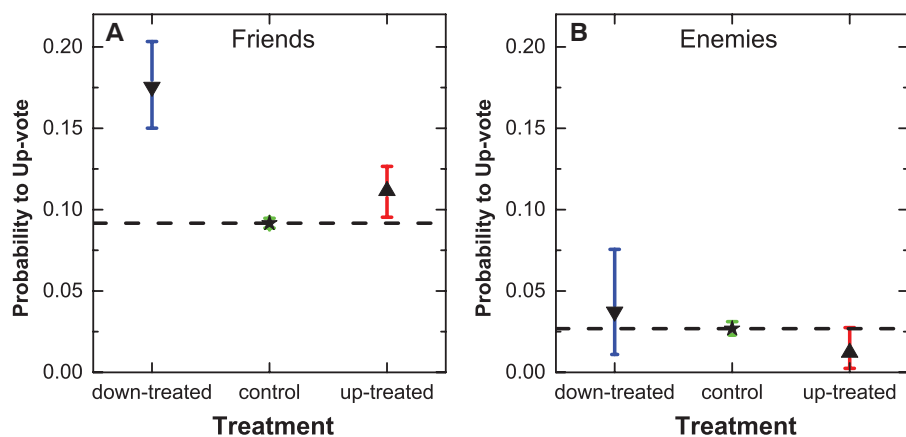 A
Friends
Probability to Up-vote
0.20
0.15
0.10
0.05
0.00
down-treated control up-treated
Treatment
B
Enemies
Probability to Up-vote
0.20
0.15
0.10
0.05
0.00
down-treated control up-treated
Treatment